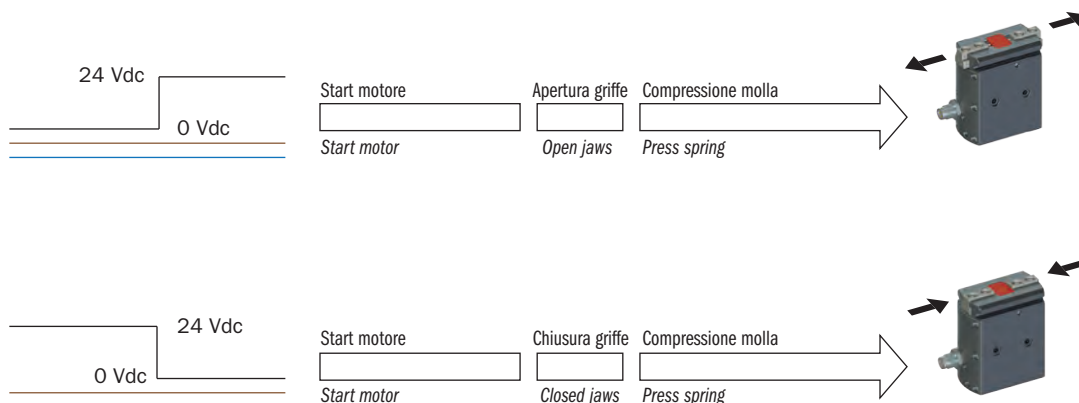 24 Vdc
0 Vdc
Start motore
Apertura griffe
Compressione molla
Start motor
Open jaws
Press spring
24 Vdc
0 Vdc
Start motore
Chiusura griffe
Compressione molla
Start motor
Closed jaws
Press spring